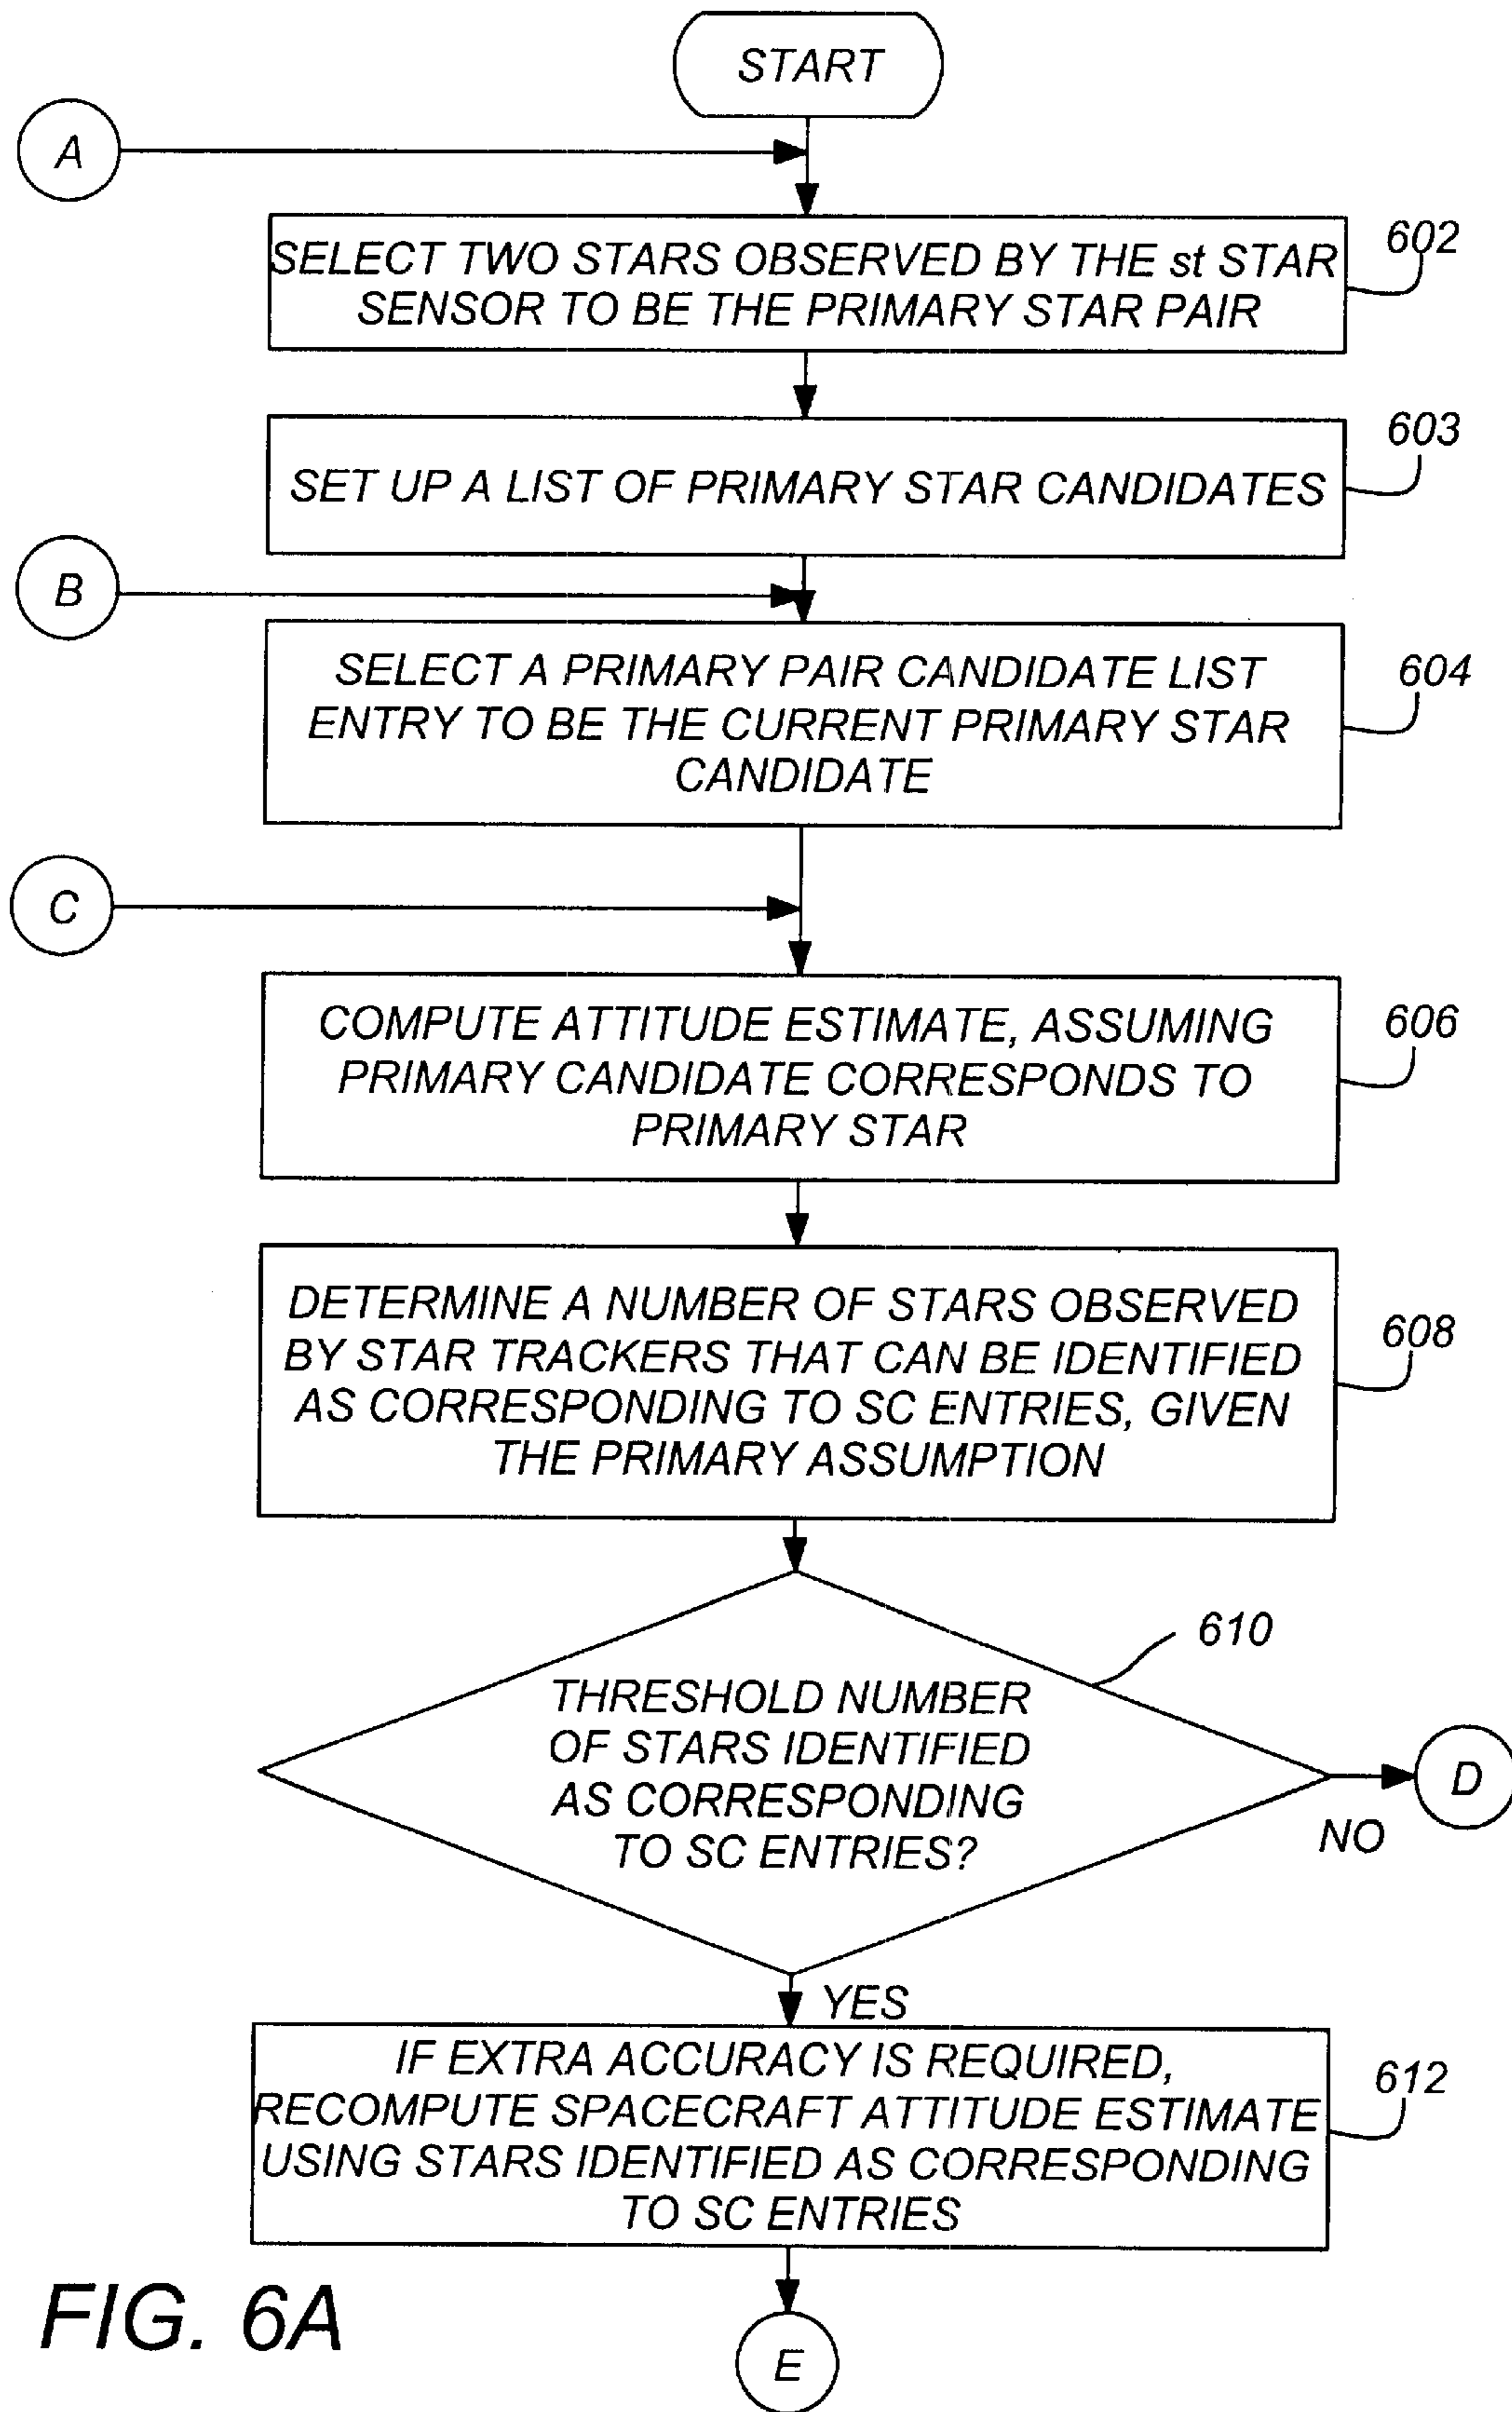 START
A
SELECT TWO STARS OBSERVED BY THE st STAR
SENSOR TO BE THE PRIMARY STAR PAIR
602
SET UP A LIST OF PRIMARY STAR CANDIDATES
603
B
SELECT A PRIMARY PAIR CANDIDATE LIST
ENTRY TO BE THE CURRENT PRIMARY STAR
CANDIDATE
604
C
COMPUTE ATTITUDE ESTIMATE, ASSUMING
PRIMARY CANDIDATE CORRESPONDS TO
PRIMARY STAR
606
DETERMINE A NUMBER OF STARS OBSERVED
BY STAR TRACKERS THAT CAN BE IDENTIFIED
AS CORRESPONDING TO SC ENTRIES, GIVEN
THE PRIMARY ASSUMPTION
608
610
THRESHOLD NUMBER
OF STARS IDENTIFIED
AS CORRESPONDING
TO SC ENTRIES?
D
NO
YES
IF EXTRA ACCURACY IS REQUIRED,
RECOMPUTE SPACECRAFT ATTITUDE ESTIMATE
USING STARS IDENTIFIED AS CORRESPONDING
TO SC ENTRIES
612
FIG. 6A
E